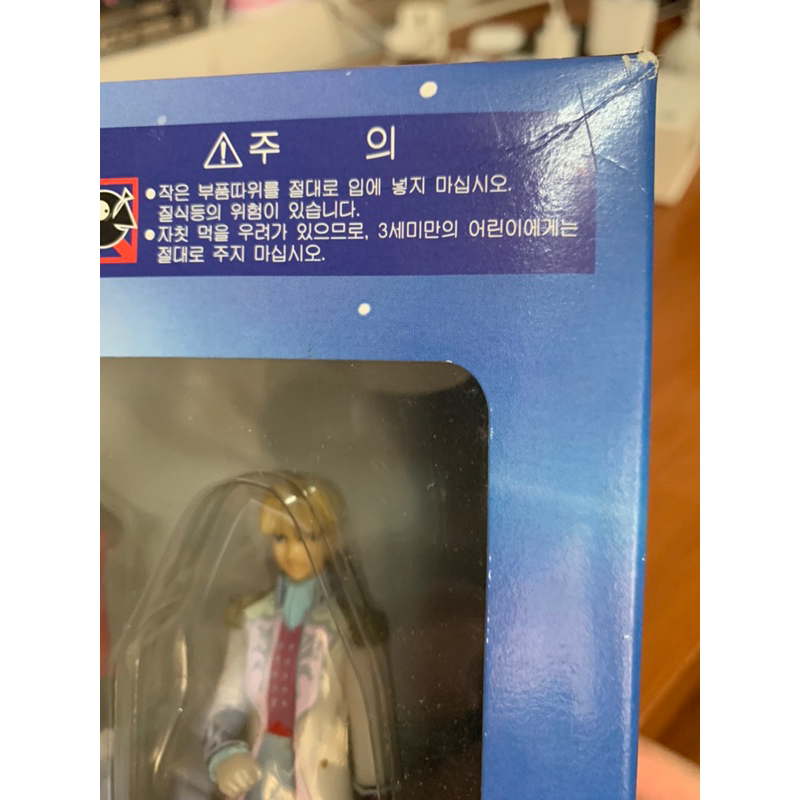 주 의
●작은 부품따위를 절대로 입에 넣지 마십시오.
질식등의 위험이 있습니다.
●자칫 먹을 우려가 있으므로, 3세미만의 어린이에게는
절대로 주지 마십시오.